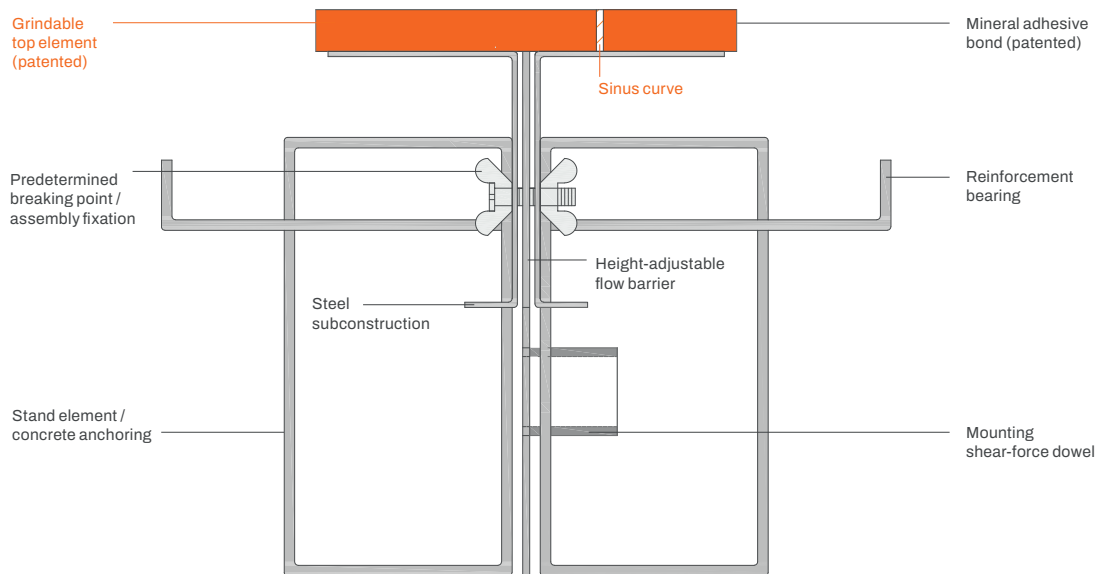 Grindable
top element
(patented)
Mineral adhesive
bond (patented)
Sinus curve
Predetermined
breaking point /
assembly fixation
Reinforcement
bearing
Height-adjustable
flow barrier
Steel
subconstruction
Stand element /
concrete anchoring
Mounting
shear-force dowel